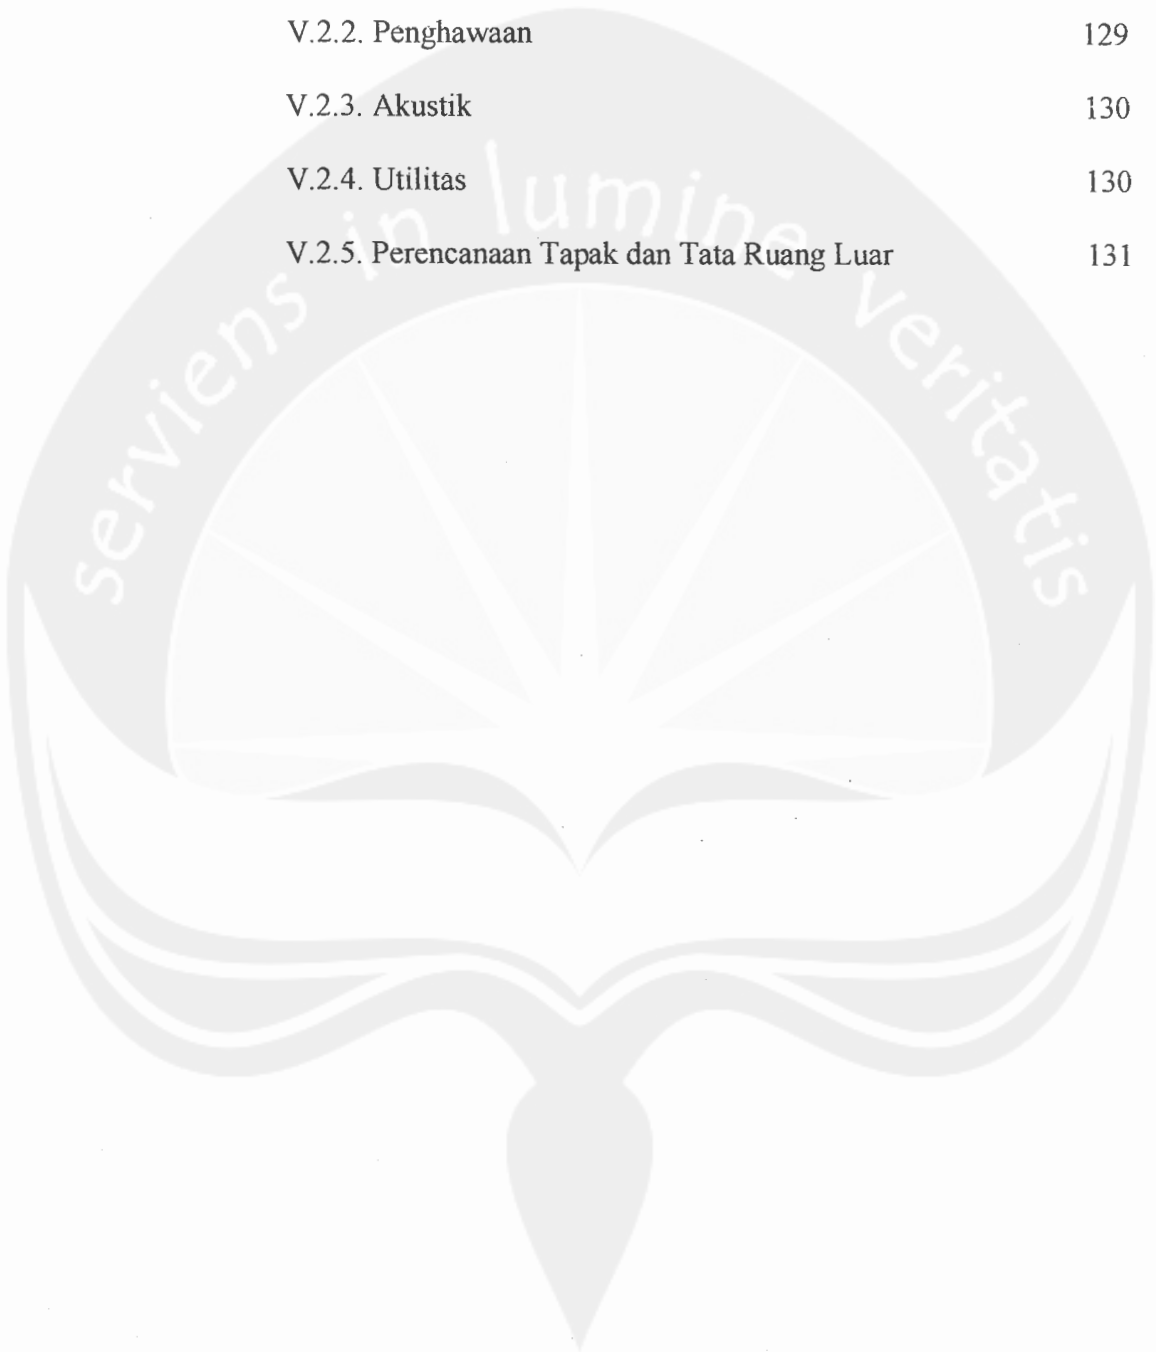 V.2.2. Penghawaan 129
V.2.3. Akustik 130
V.2.4. Utilitas 130
V.2.5. Perencanaan Tapak dan Tata Ruang Luar 131
serviens in lumine veritatis